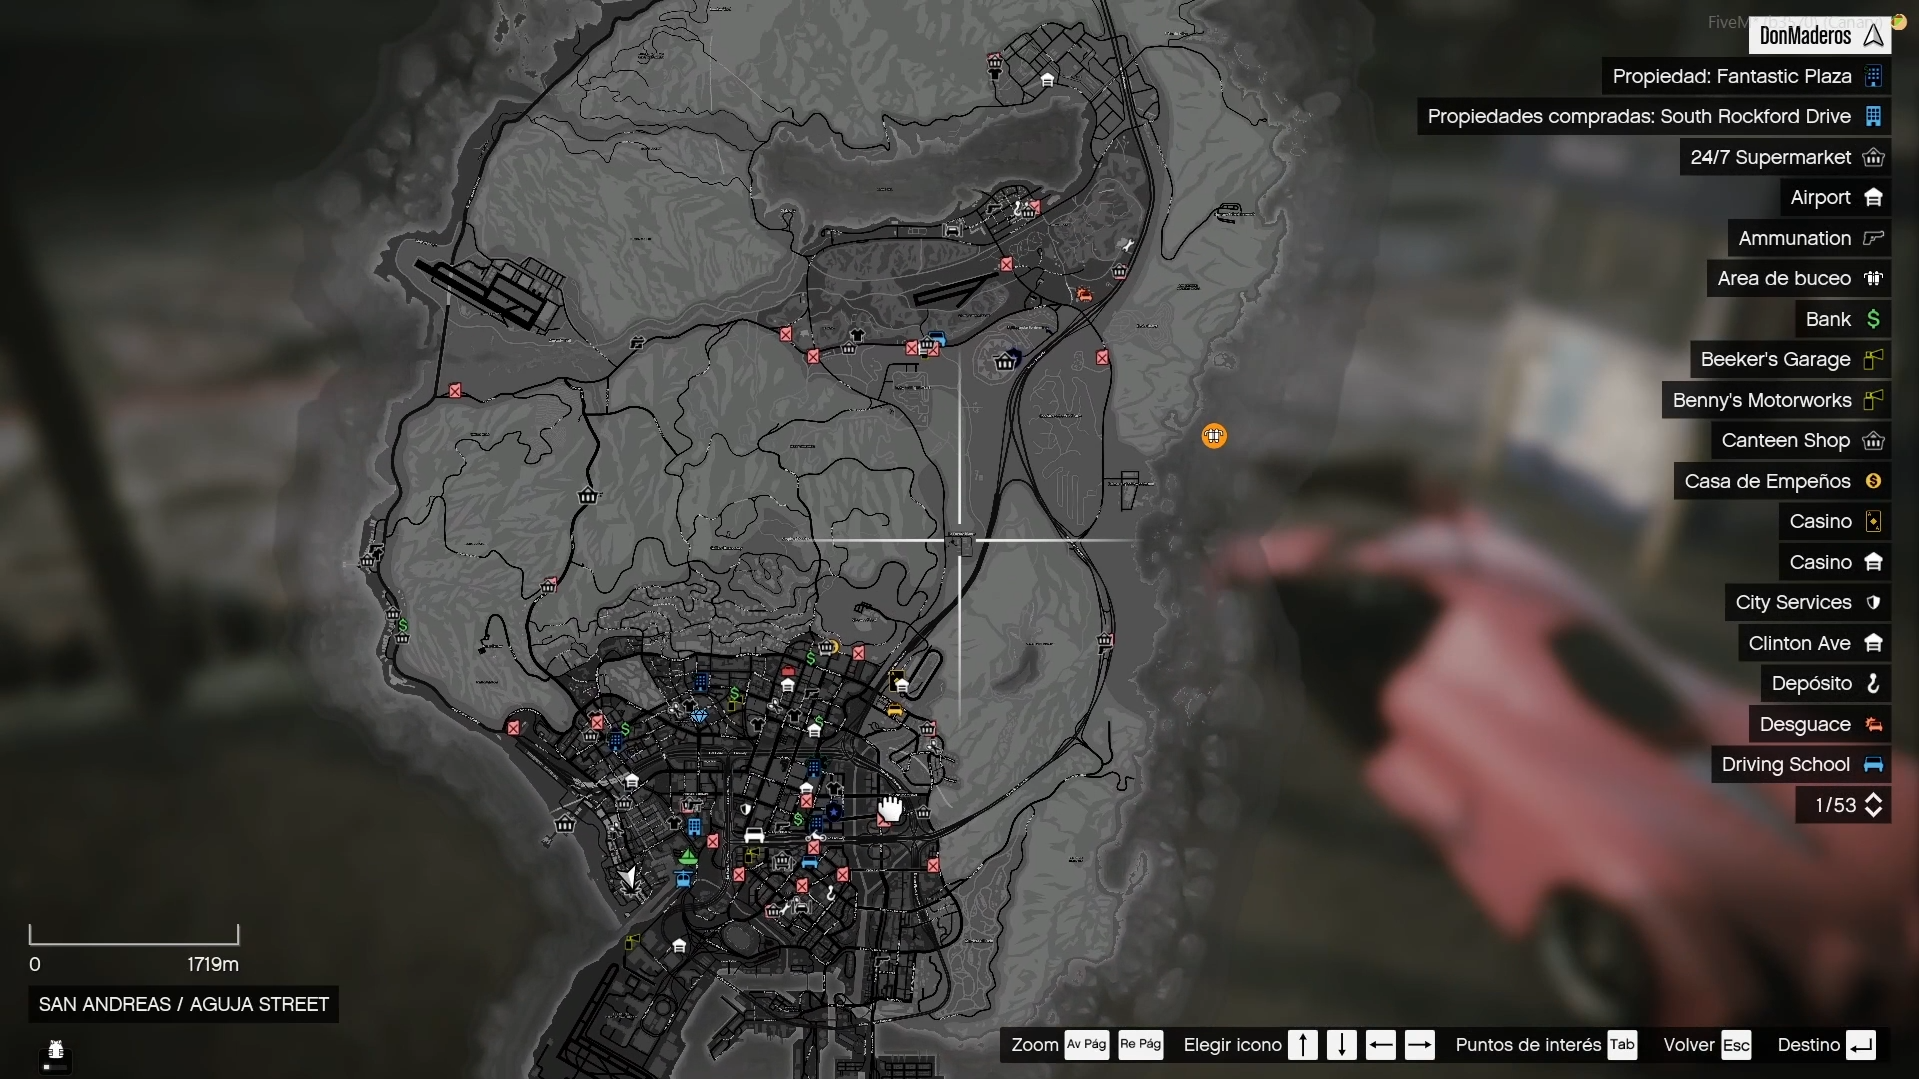 DonMaderos
Propiedad: Fantastic Plaza
Propiedades compradas: South Rockford Drive
24/7 Supermarket
Airport
Ammunation
Area de buceo
Bank
Beeker's Garage
Benny's Motorworks
Canteen Shop
Casa de Empeños
Casino
Casino
City Services
Clinton Ave
Depósito
Desguace
Driving School
1/53
0 1719m
SAN ANDREAS / AGUJA STREET
Zoom Av Pág Re Pág Elegir icono Puntos de interés Tab Volver Esc Destino